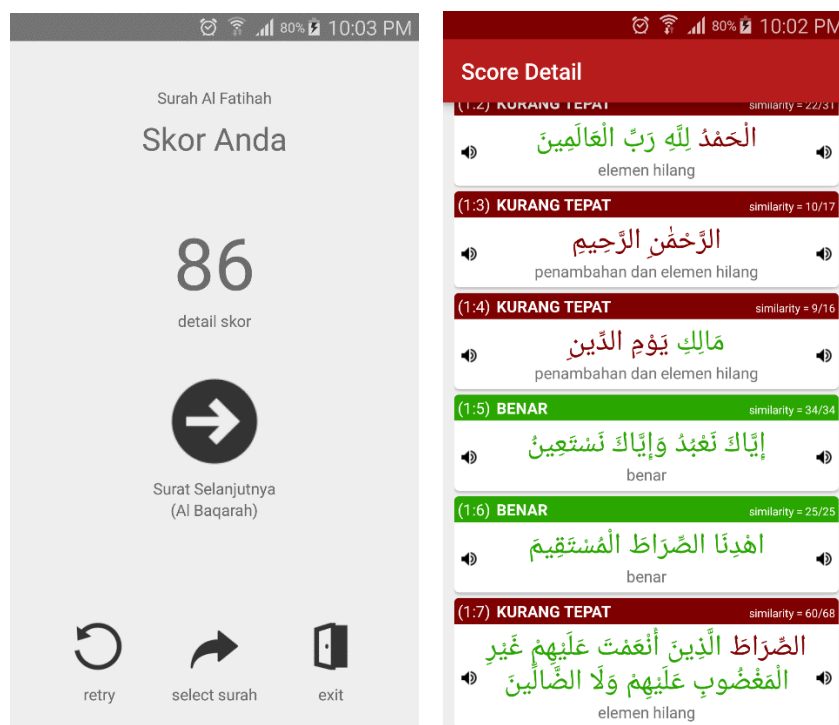 80% 10:03 PM
Surah Al Fatihah
Skor Anda
86
detail skor
Surat Selanjutnya
(Al Baqarah)
retry select surah exit
80% 10:02 PM
Score Detail
(1:2) KURANG TEPAT similarity = 22/31
الْحَمْدُ لِلَّهِ رَبِّ الْعَالَمِينَ
elemen hilang
(1:3) KURANG TEPAT similarity = 10/17
الرَّحْمَٰنِ الرَّحِيمِ
penambahan dan elemen hilang
(1:4) KURANG TEPAT similarity = 9/16
مَالِكِ يَوْمِ الدِّينِ
penambahan dan elemen hilang
(1:5) BENAR similarity = 34/34
إِيَّاكَ نَعْبُدُ وَإِيَّاكَ نَسْتَعِينُ
benar
(1:6) BENAR similarity = 25/25
اهْدِنَا الصِّرَاطَ الْمُسْتَقِيمَ
benar
(1:7) KURANG TEPAT similarity = 60/68
الصِّرَاطَ الَّذِينَ أَنْعَمْتَ عَلَيْهِمْ غَيْرِ
الْمَغْضُوبِ عَلَيْهِمْ وَلَا الضَّالِّينَ
elemen hilang